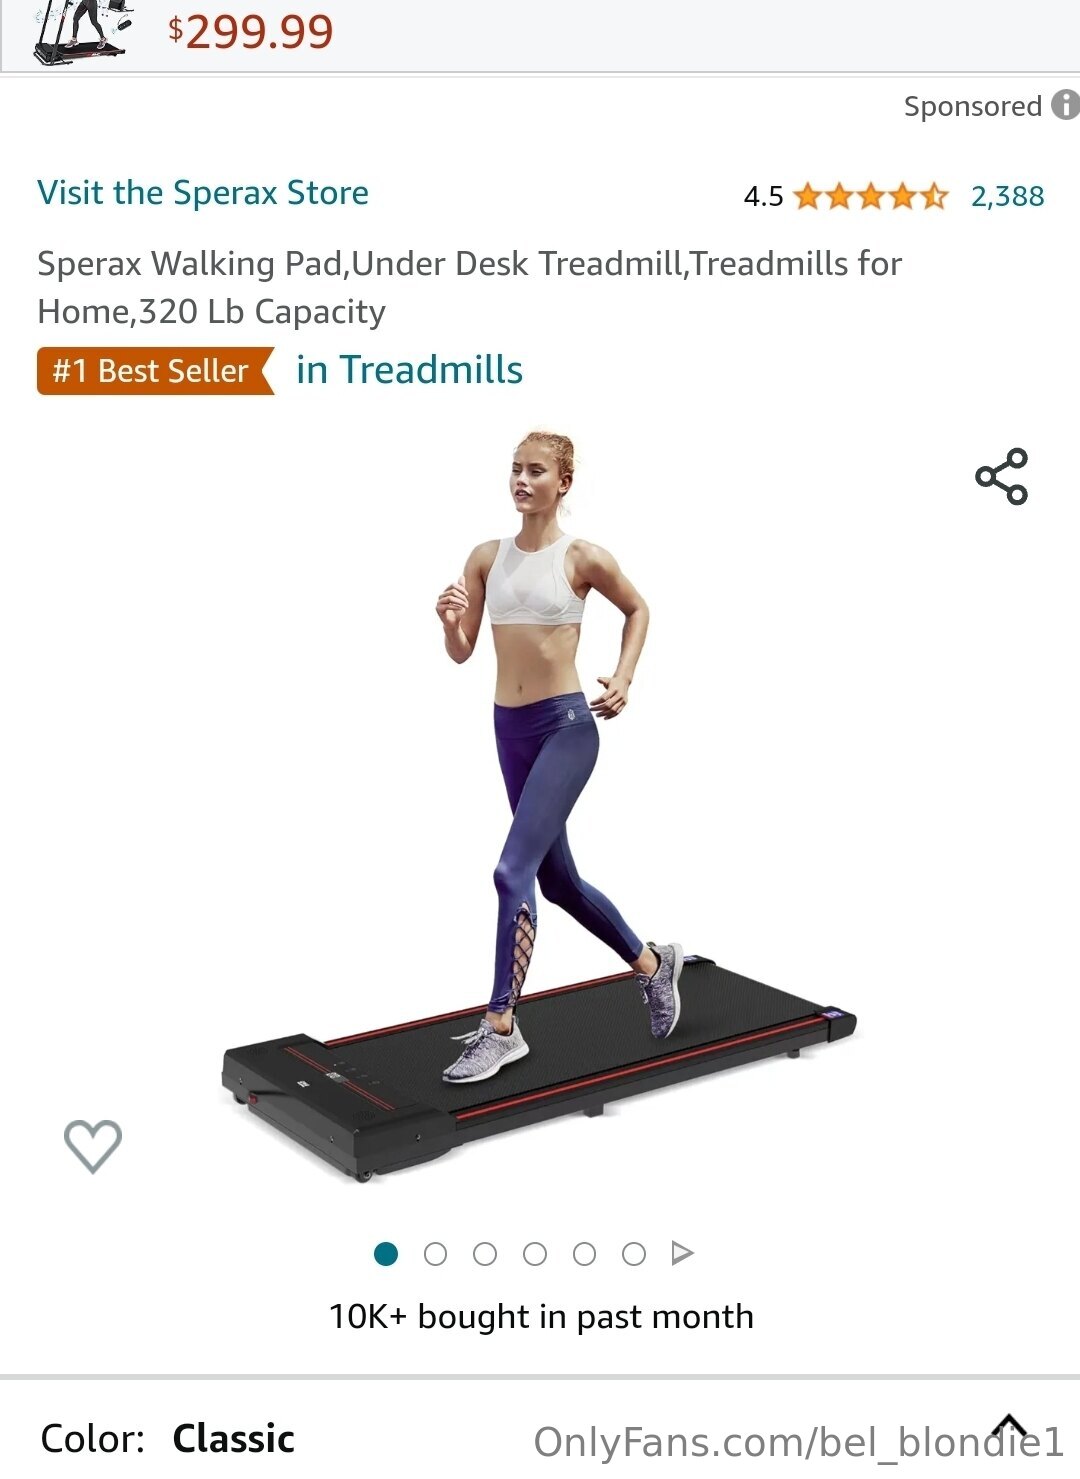 $299.99
Sponsored
Visit the Sperax Store
4.5 2,388
Sperax Walking Pad,Under Desk Treadmill,Treadmills for
Home,320 Lb Capacity
#1 Best Seller in Treadmills
10K+ bought in past month
Color: Classic
OnlyFans.com/bel_blondie1